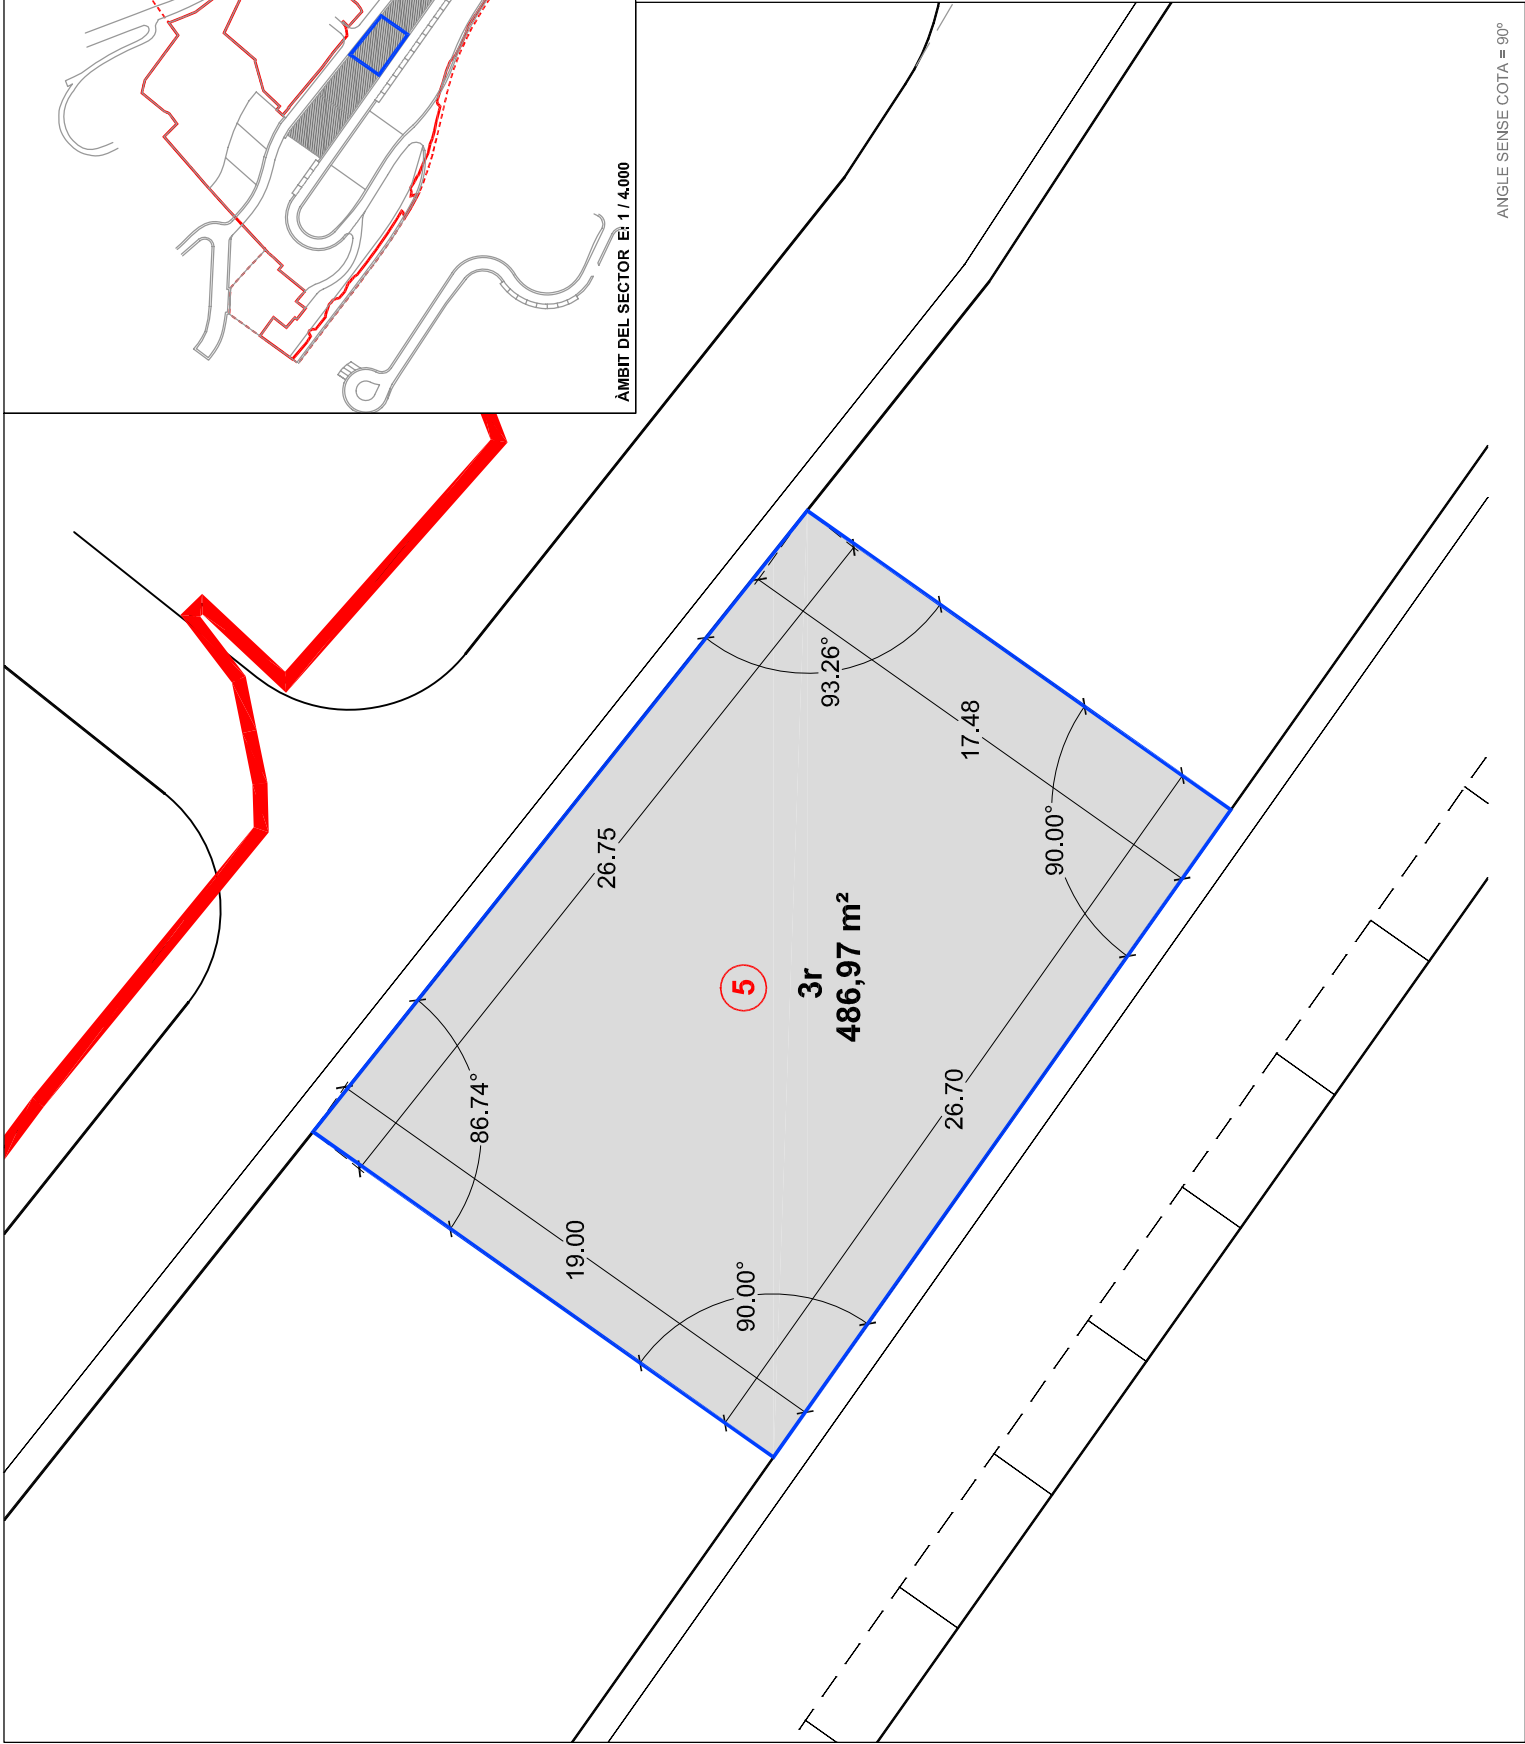 ÀMBIT DEL SECTOR E: 1 / 4.000
26.75
93.26°
17.48
86.74°
5
3r
486,97 m²
90.00°
19.00
90.00°
26.70
ANGLE SENSE COTA = 90°